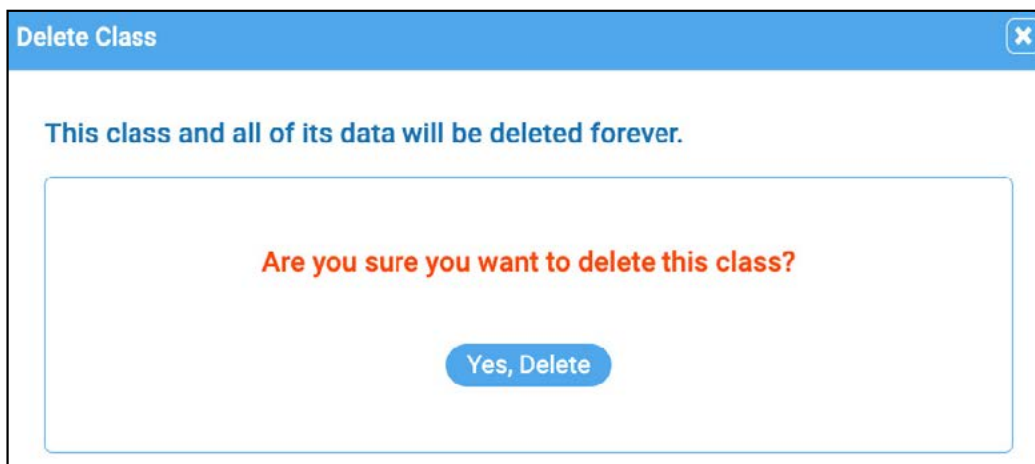 Delete Class
This class and all of its data will be deleted forever.
Are you sure you want to delete this class?
Yes, Delete